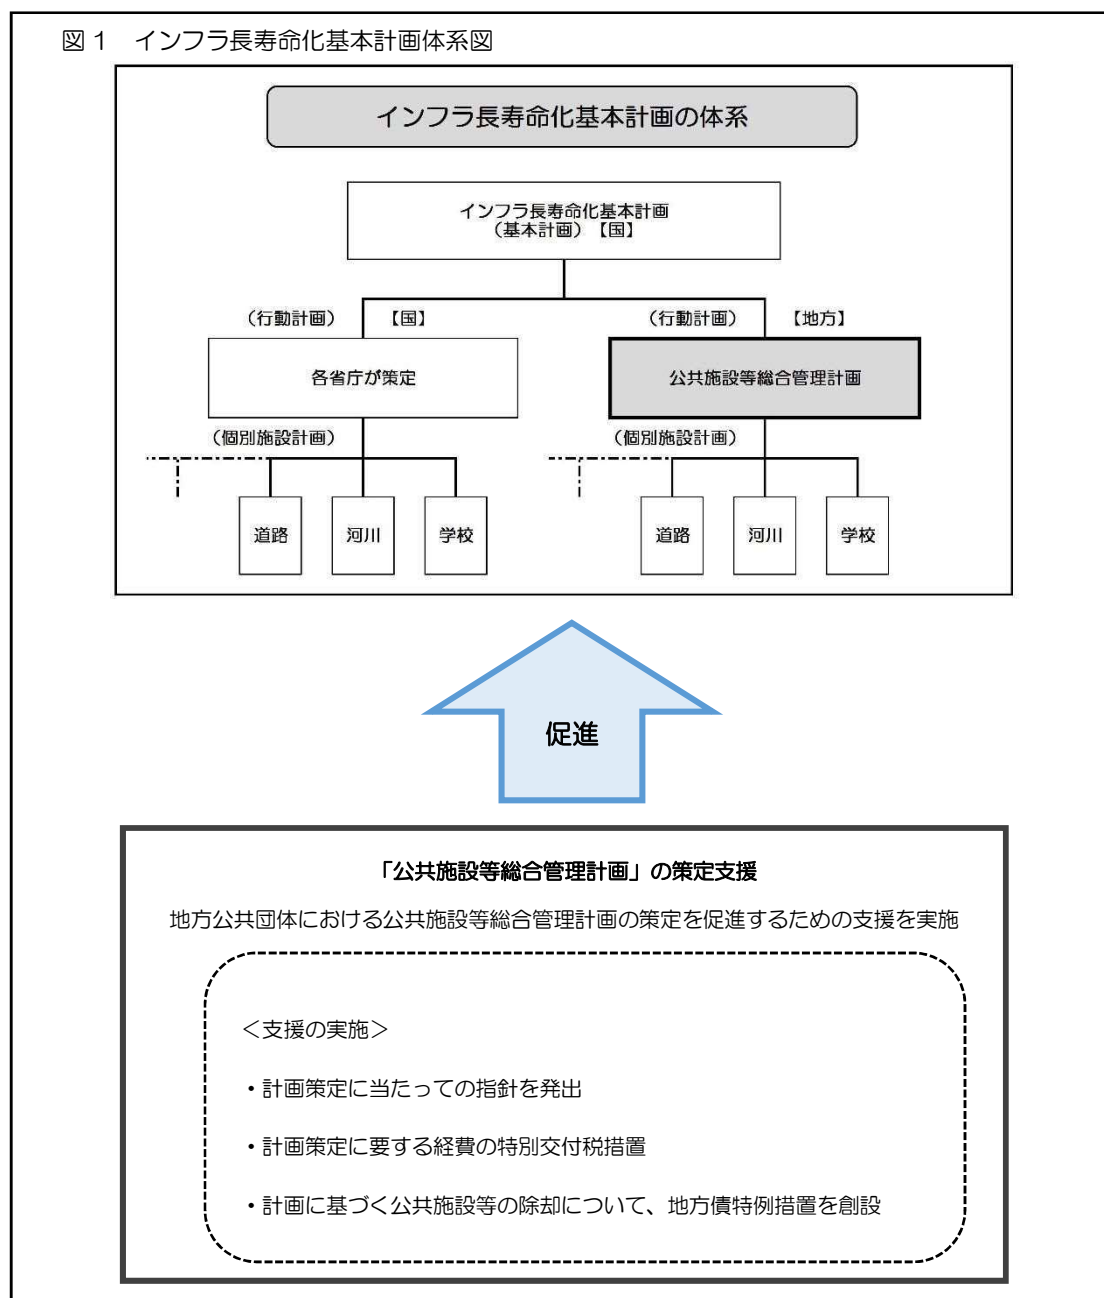 図１　インフラ長寿命化基本計画体系図
インフラ長寿命化基本計画の体系
インフラ長寿命化基本計画
（基本計画）【国】
（行動計画）　【国】
（行動計画）　【地方】
各省庁が策定
公共施設等総合管理計画
（個別施設計画）
（個別施設計画）
道路
河川
学校
道路
河川
学校
促進
「公共施設等総合管理計画」の策定支援
地方公共団体における公共施設等総合管理計画の策定を促進するための支援を実施
＜支援の実施＞
・計画策定に当たっての指針を発出
・計画策定に要する経費の特別交付税措置
・計画に基づく公共施設等の除却について、地方債特例措置を創設